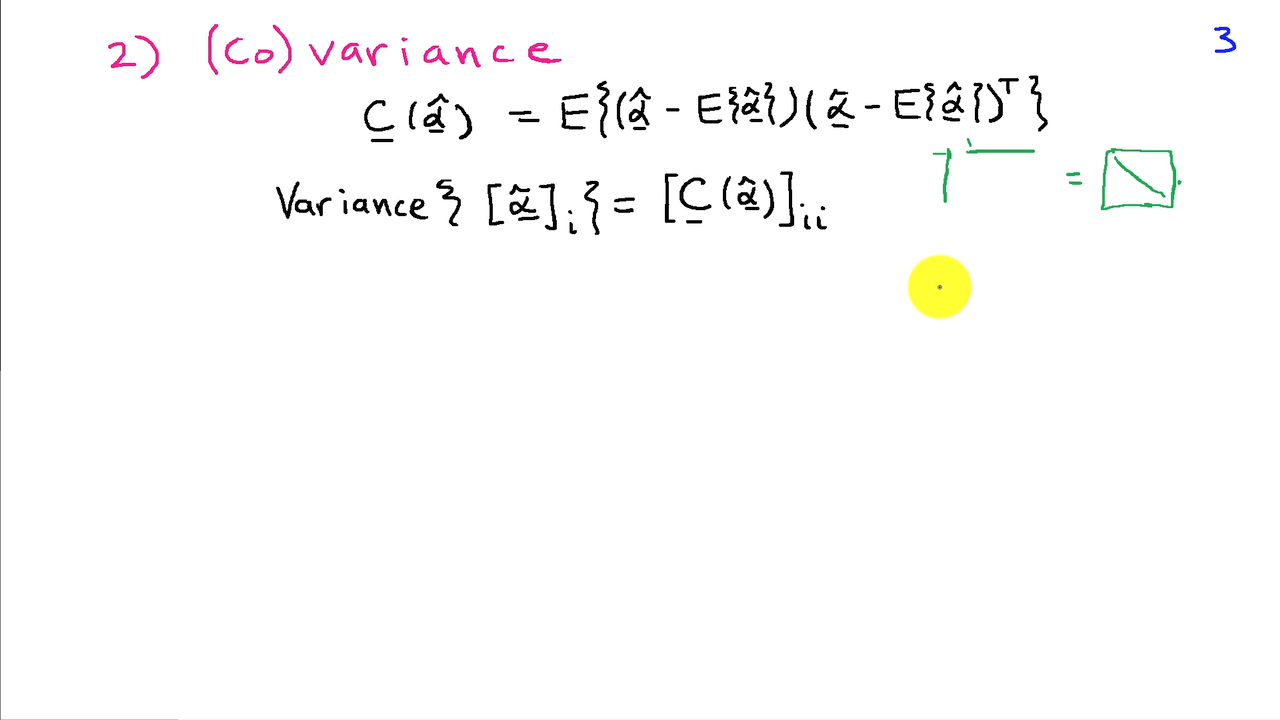 2) (Co)variance
3
C(α̂) = E{(α̂ - E{α̂})(α̂ - E{α̂})ᵀ}
Variance{[α̂]ᵢ} = [C(α̂)]ᵢᵢ
=